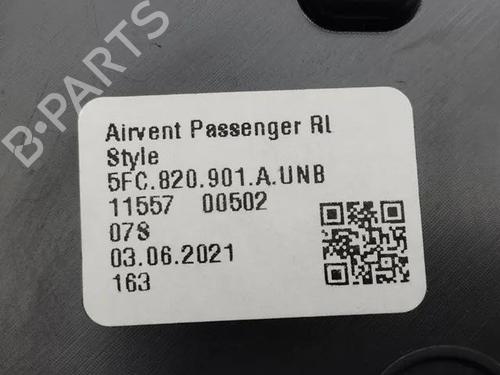 Airvent Passenger RL
Style
5FC.820.901.A.UNB
11557 00502
078
03.06.2021
163
B-PARTS